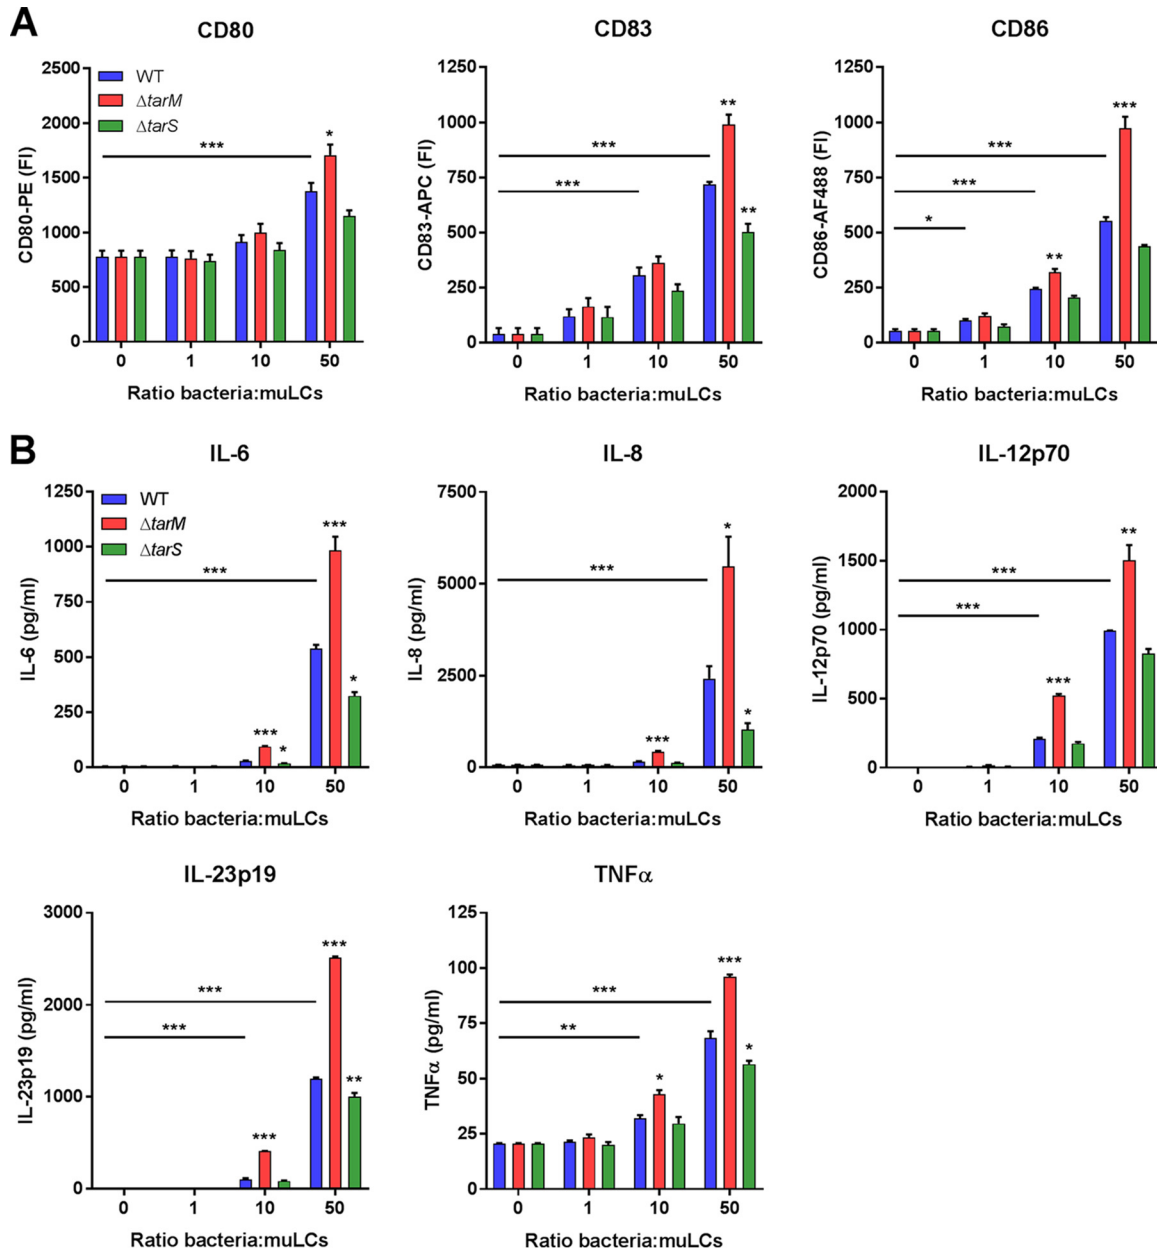 A
CD80
CD83
CD86
CD80-PE (FI)
2500
2000
1500
1000
500
0
WT
ΔtarM
ΔtarS
***
*
0 1 10 50
Ratio bacteria:muLCs
CD83-APC (FI)
1250
1000
750
500
250
0
***
***
**
**
0 1 10 50
Ratio bacteria:muLCs
CD86-AF488 (FI)
1250
1000
750
500
250
0
***
***
***
*
**
0 1 10 50
Ratio bacteria:muLCs
B
IL-6
IL-8
IL-12p70
IL-6 (pg/ml)
1250
1000
750
500
250
0
WT
ΔtarM
ΔtarS
***
***
***
*
*
0 1 10 50
Ratio bacteria:muLCs
IL-8 (pg/ml)
7500
5000
2500
0
***
*
***
*
0 1 10 50
Ratio bacteria:muLCs
IL-12p70 (pg/ml)
2000
1500
1000
500
0
***
***
**
***
0 1 10 50
Ratio bacteria:muLCs
IL-23p19
TNFα
IL-23p19 (pg/ml)
3000
2000
1000
0
***
***
***
***
**
0 1 10 50
Ratio bacteria:muLCs
TNFα (pg/ml)
125
100
75
50
25
0
***
***
**
*
*
0 1 10 50
Ratio bacteria:muLCs